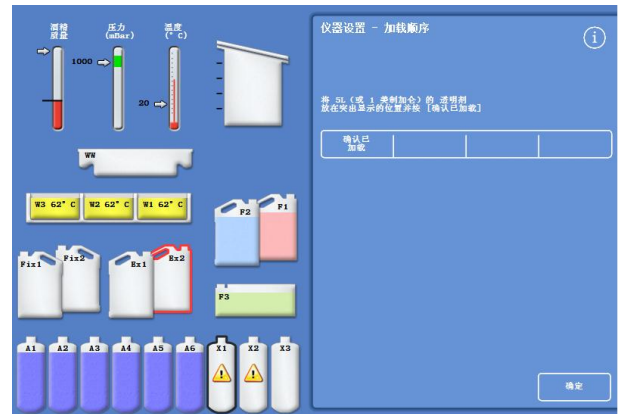 酒精
质量
压力
(mBar)
温度
(°C)
1000
20
WW
W3 62°C
W2 62°C
W1 62°C
F2
F1
Fix1
Fix2
Ex1
Ex2
F3
A1
A2
A3
A4
A5
A6
X1
X2
X3
仪器设置 - 加载顺序
i
将 5L(或 1 美制加仑)的 透明剂
放在突出显示的位置并按 [确认已加载]
确认已
加载
确定